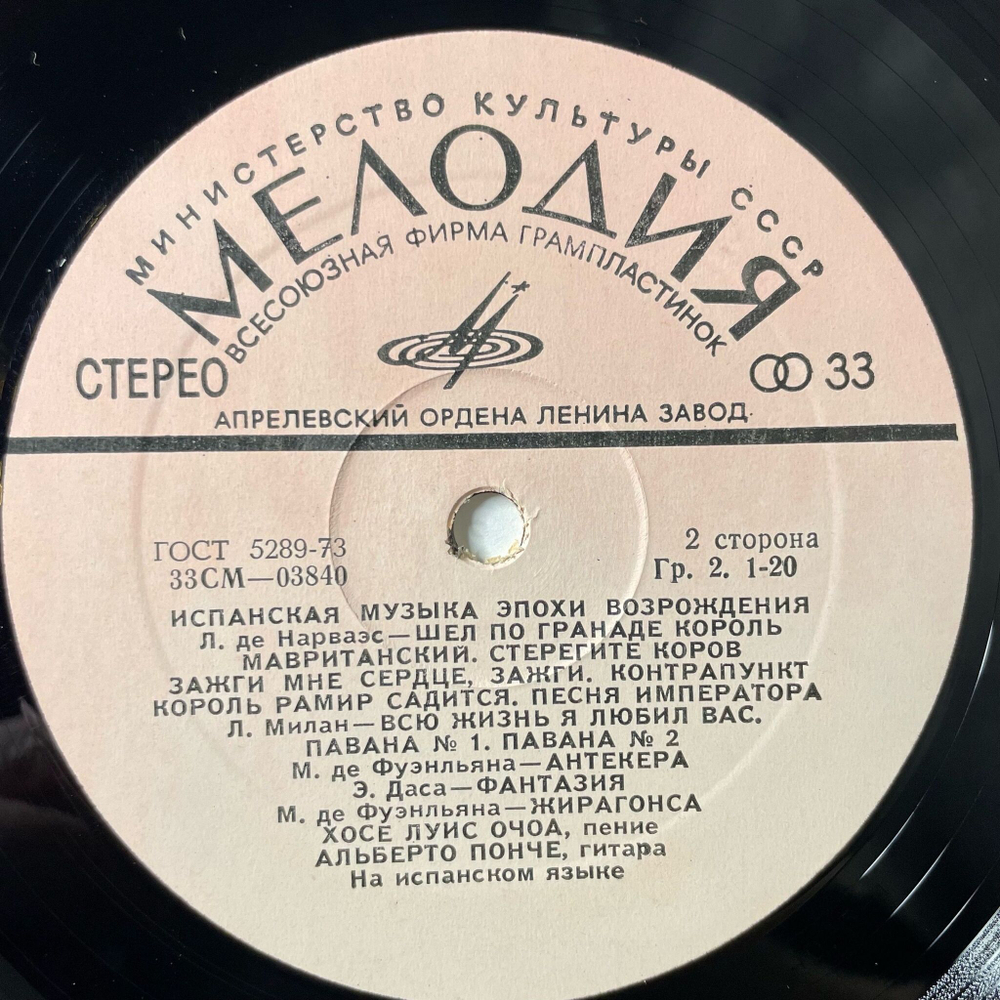 МИНИСТЕРСТВО КУЛЬТУРЫ СССР
МЕЛОДИЯ
ВСЕСОЮЗНАЯ ФИРМА ГРАМПЛАСТИНОК
СТЕРЕО
33
АПРЕЛЕВСКИЙ ОРДЕНА ЛЕНИНА ЗАВОД
ГОСТ 5289-73
33СМ—03840
2 сторона
Гр. 2. 1-20
ИСПАНСКАЯ МУЗЫКА ЭПОХИ ВОЗРОЖДЕНИЯ
Л. де Нарваэс—ШЕЛ ПО ГРАНАДЕ КОРОЛЬ
МАВРИТАНСКИЙ. СТЕРЕГИТЕ КОРОВ
ЗАЖГИ МНЕ СЕРДЦЕ, ЗАЖГИ. КОНТРАПУНКТ
КОРОЛЬ РАМИР САДИТСЯ. ПЕСНЯ ИМПЕРАТОРА
Л. Милан—ВСЮ ЖИЗНЬ Я ЛЮБИЛ ВАС.
ПАВАНА № 1. ПАВАНА № 2
М. де Фуэнльяна—АНТЕКЕРА
Э. Даса—ФАНТАЗИЯ
М. де Фуэнльяна—ЖИРАГОНСА
ХОСЕ ЛУИС ОЧОА, пение
АЛЬБЕРТО ПОНЧЕ, гитара
На испанском языке